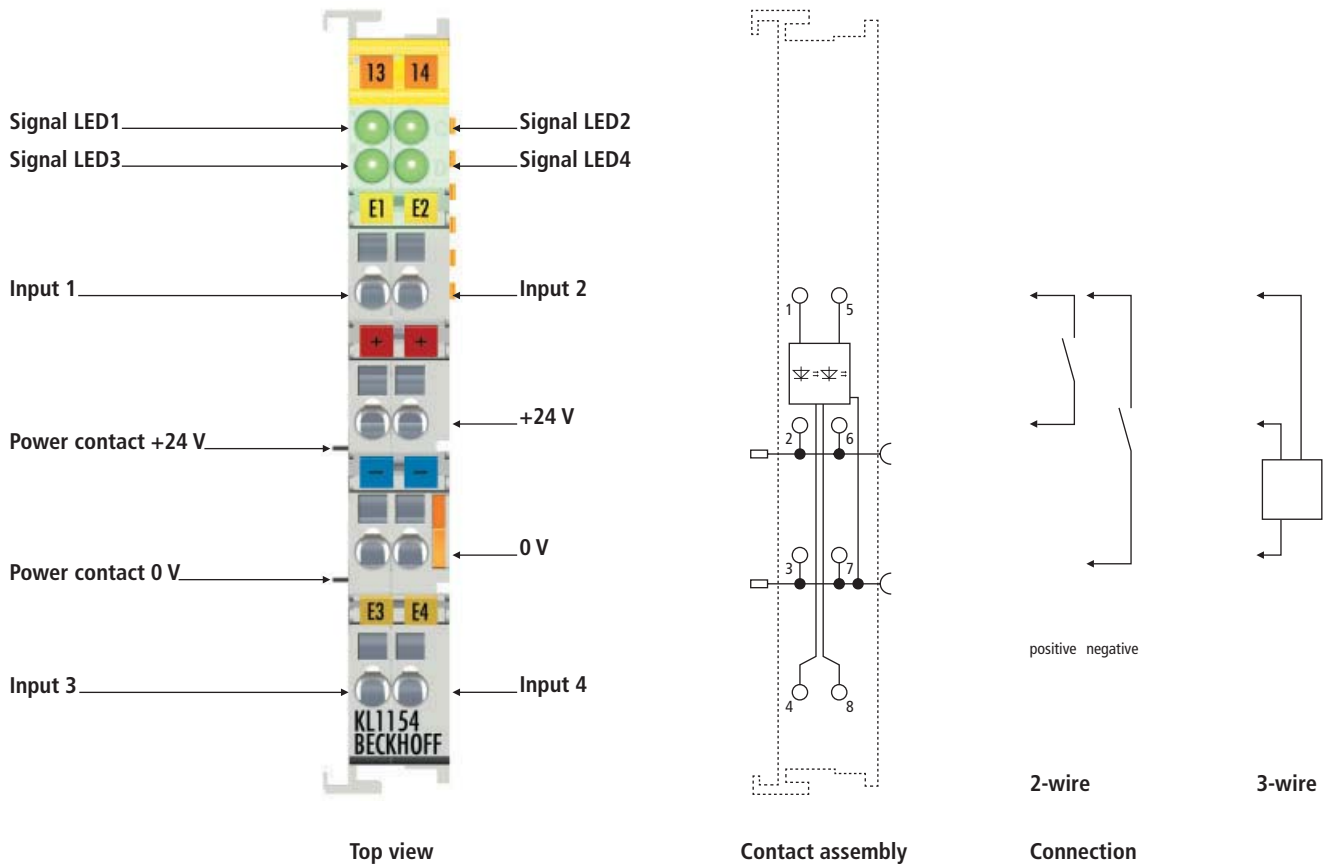 13 14
Signal LED1
Signal LED2
Signal LED3
Signal LED4
E1 E2
Input 1
Input 2
+ +
+24 V
Power contact +24 V
- -
0 V
Power contact 0 V
E3 E4
Input 3
Input 4
KL1154
BECKHOFF
Top view
1 5
2 6
3 7
4 8
Contact assembly
positive negative
2-wire
3-wire
Connection